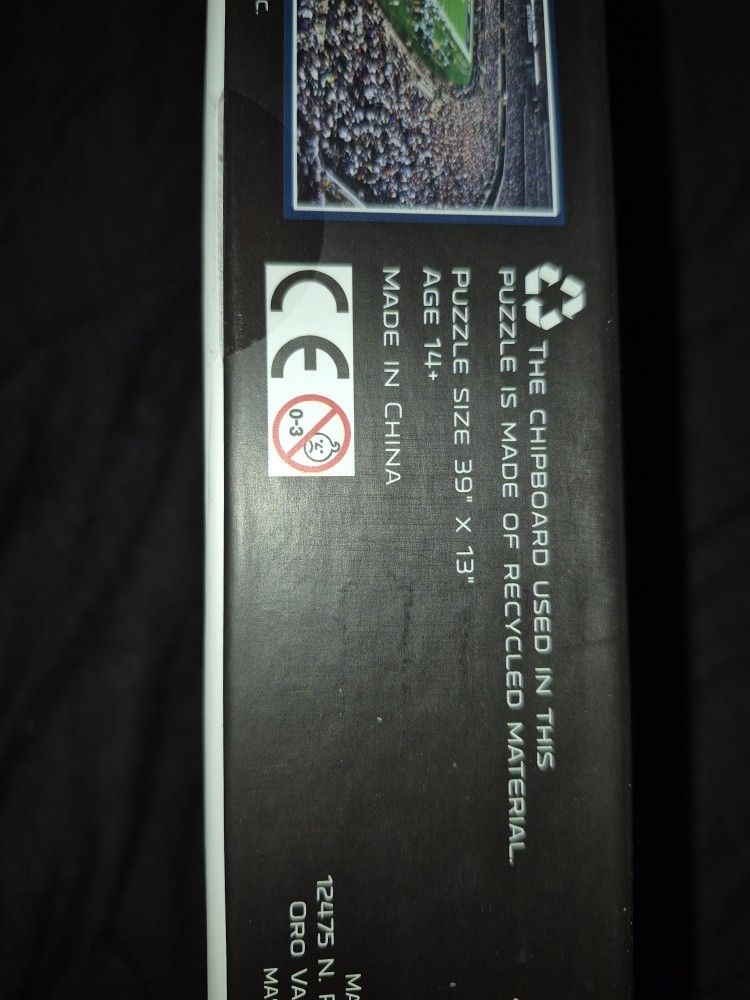 THE CHIPBOARD USED IN THIS
PUZZLE IS MADE OF RECYCLED MATERIAL.
PUZZLE SIZE 39" X 13"
AGE 14+
MADE IN CHINA
CE
0-3
12475 N.
ORO